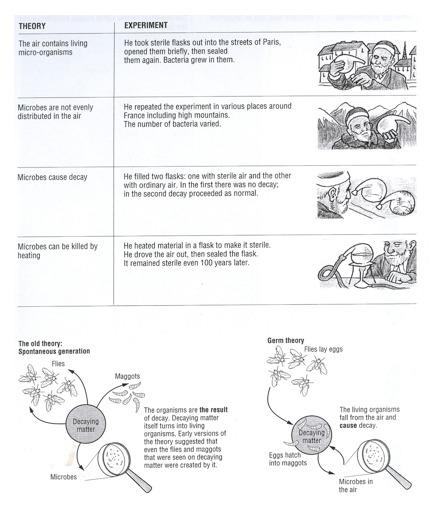 THEORY
EXPERIMENT
The air contains living
micro-organisms
He took sterile flasks out into the streets of Paris,
opened them briefly, then sealed
them again. Bacteria grew in them.
Microbes are not evenly
distributed in the air
He repeated the experiment in various places around
France including high mountains.
The number of bacteria varied.
Microbes cause decay
He filled two flasks: one with sterile air and the other
with ordinary air. In the first there was no decay;
in the second decay proceeded as normal.
Microbes can be killed by
heating
He heated material in a flask to make it sterile.
He drove the air out, then sealed the flask.
It remained sterile even 100 years later.
The old theory:
Spontaneous generation
Flies
Maggots
Decaying
matter
Microbes
The organisms are the result
of decay. Decaying matter
itself turns into living
organisms. Early versions of
the theory suggested that
even the flies and maggots
that were seen on decaying
matter were created by it.
Germ theory
Flies lay eggs
Decaying
matter
Eggs hatch
into maggots
The living organisms
fall from the air and
cause decay.
Microbes in
the air